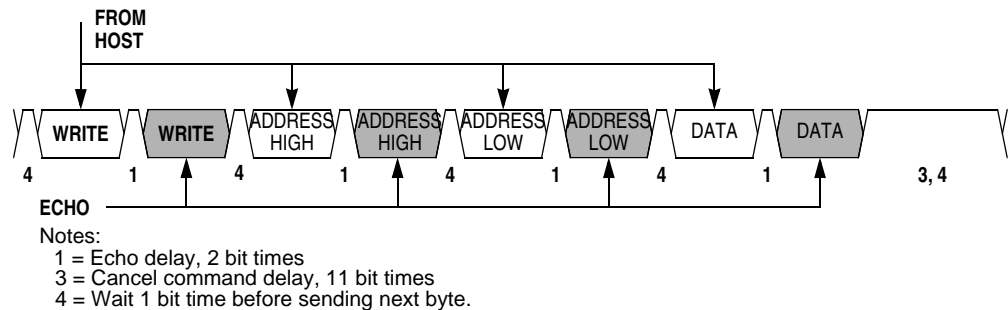 FROM
HOST
WRITE WRITE ADDRESS HIGH ADDRESS HIGH ADDRESS LOW ADDRESS LOW DATA DATA
4 1 4 1 4 1 4 1 3, 4
ECHO
Notes:
1 = Echo delay, 2 bit times
3 = Cancel command delay, 11 bit times
4 = Wait 1 bit time before sending next byte.